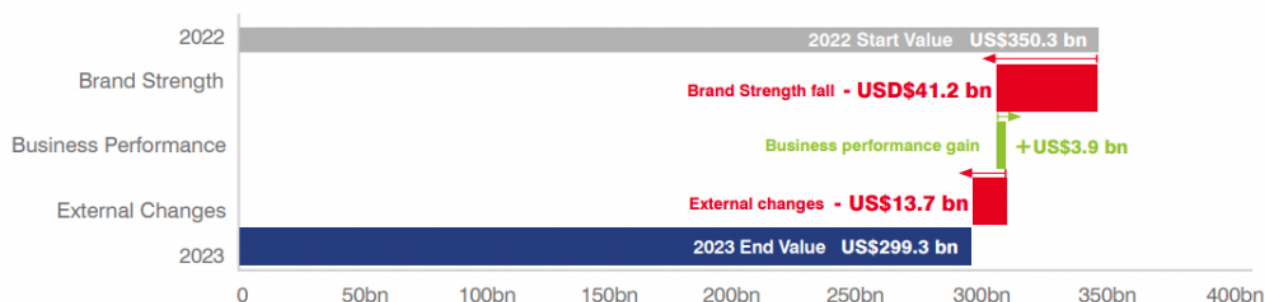 2022
2022 Start Value US$350.3 bn
Brand Strength
Brand Strength fall - USD$41.2 bn
Business Performance
Business performance gain +US$3.9 bn
External Changes
External changes - US$13.7 bn
2023
2023 End Value US$299.3 bn
0 50bn 100bn 150bn 200bn 250bn 300bn 350bn 400bn